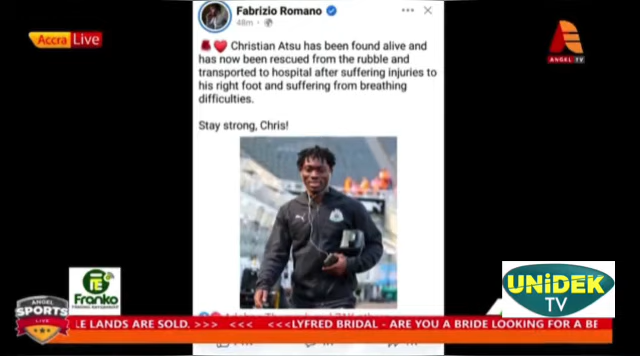 Fabrizio Romano
48m
Accra Live
ANGEL TV
Christian Atsu has been found alive and
has now been rescued from the rubble and
transported to hospital after suffering injuries to
his right foot and suffering from breathing
difficulties.
Stay strong, Chris!
Franko
UNiDEK
TV
ANGEL
SPORTS
LIVE
LE LANDS ARE SOLD. >>> <<< <<<LYFRED BRIDAL - ARE YOU A BRIDE LOOKING FOR A BE